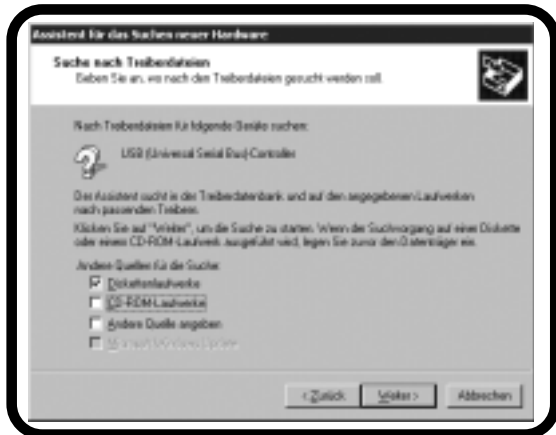 Assistent für das Suchen neuer Hardware
Suche nach Treiberdateien
Geben Sie an, wo nach den Treiberdateien gesucht werden soll.
Nach Treiberdateien für folgende Geräte suchen:
USB (Universal Serial Bus)-Controller
Der Assistent sucht in der Treiberdatenbank und auf den angegebenen Laufwerken
nach passenden Treibern.
Klicken Sie auf "Weiter", um die Suche zu starten. Wenn der Suchvorgang auf einer Diskette
oder einem CD-ROM-Laufwerk ausgeführt wird, legen Sie zuvor den Datenträger ein.
Andere Quellen für die Suche:
Diskettenlaufwerke
CD-ROM-Laufwerke
Andere Quelle angeben
Microsoft Windows Update
< Zurück
Weiter >
Abbrechen